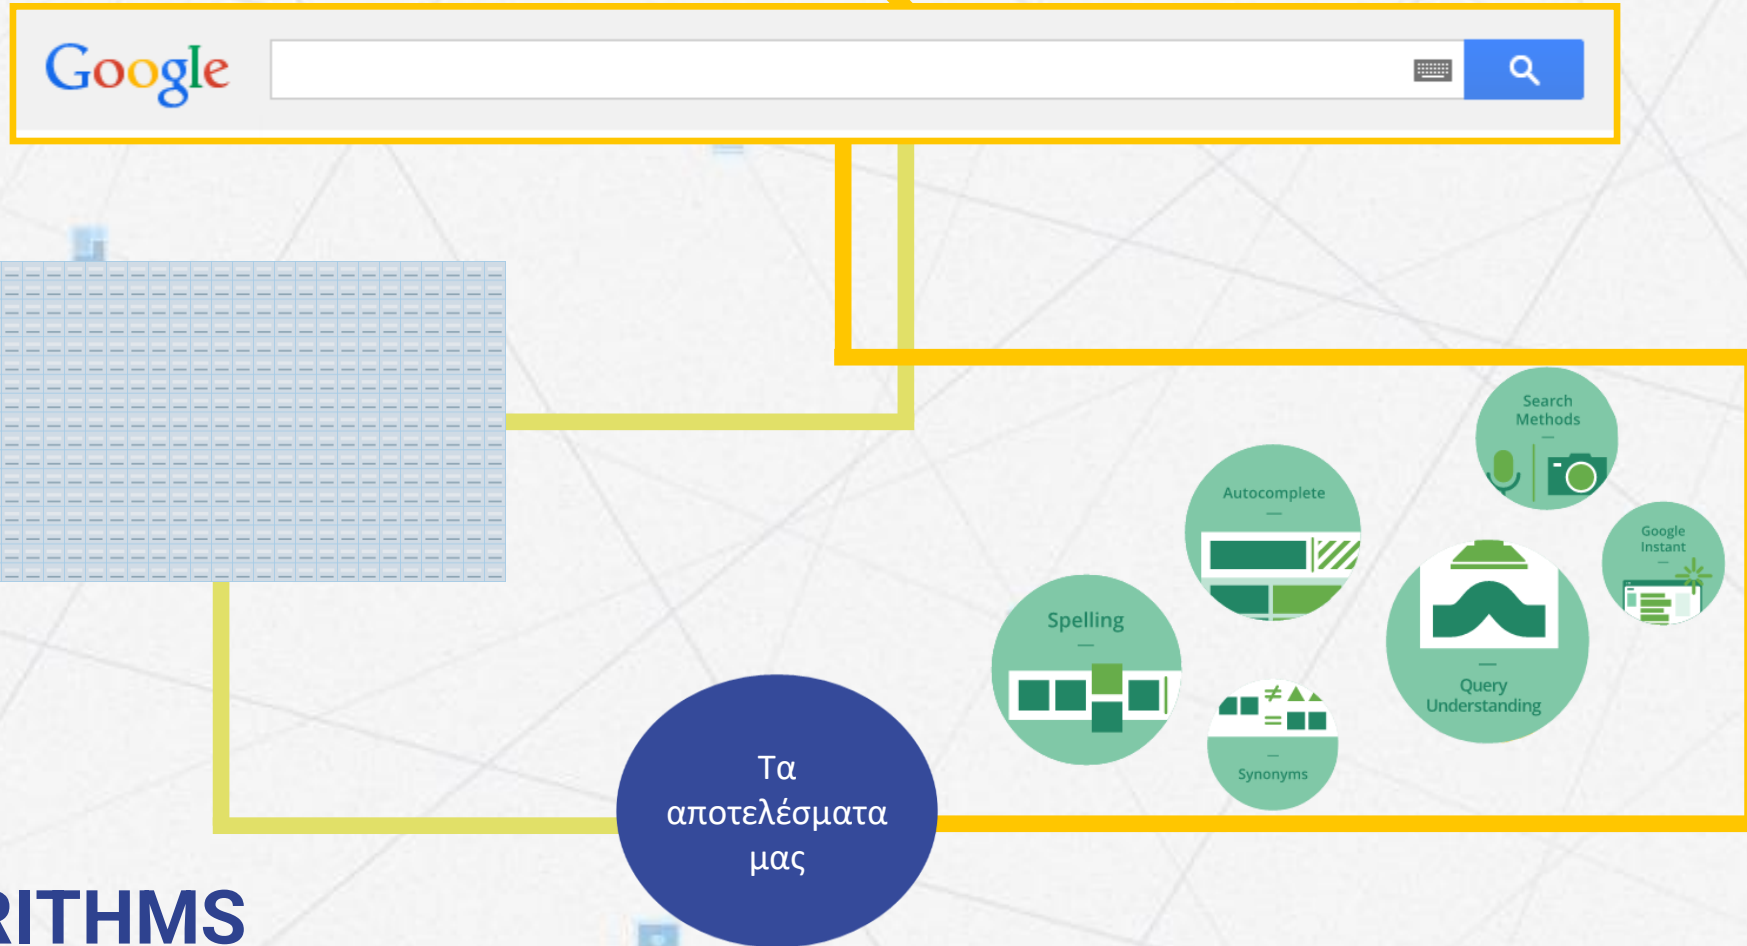 Google
Search
Methods
Autocomplete
Google
Instant
Spelling
Query
Understanding
Synonyms
Τα
αποτελέσματα
μας
RITHMS